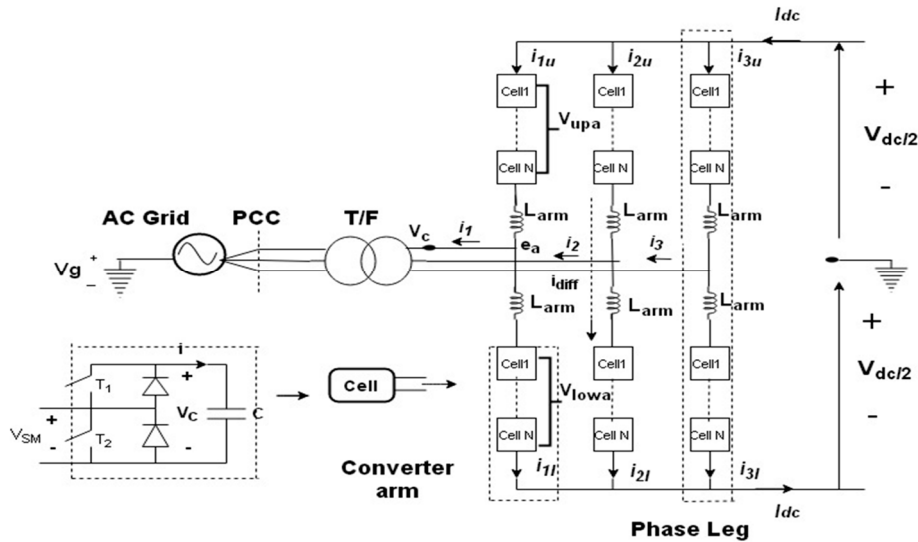 Idc
i1u i2u i3u
Cell1 Cell1 Cell1
Vupa
+
Vdc/2
-
Cell N Cell N Cell N
Larm Larm Larm
AC Grid PCC T/F
Vc i1 ea i2 i3
Vg + -
idiff
Larm Larm Larm
+
Vdc/2
-
Cell1 Cell1 Cell1
Vlowa
Cell N Cell N Cell N
i
T1 + Vc C
+ VSM - T2 -
Cell
Converter
arm
i1l i2l i3l
Idc
Phase Leg